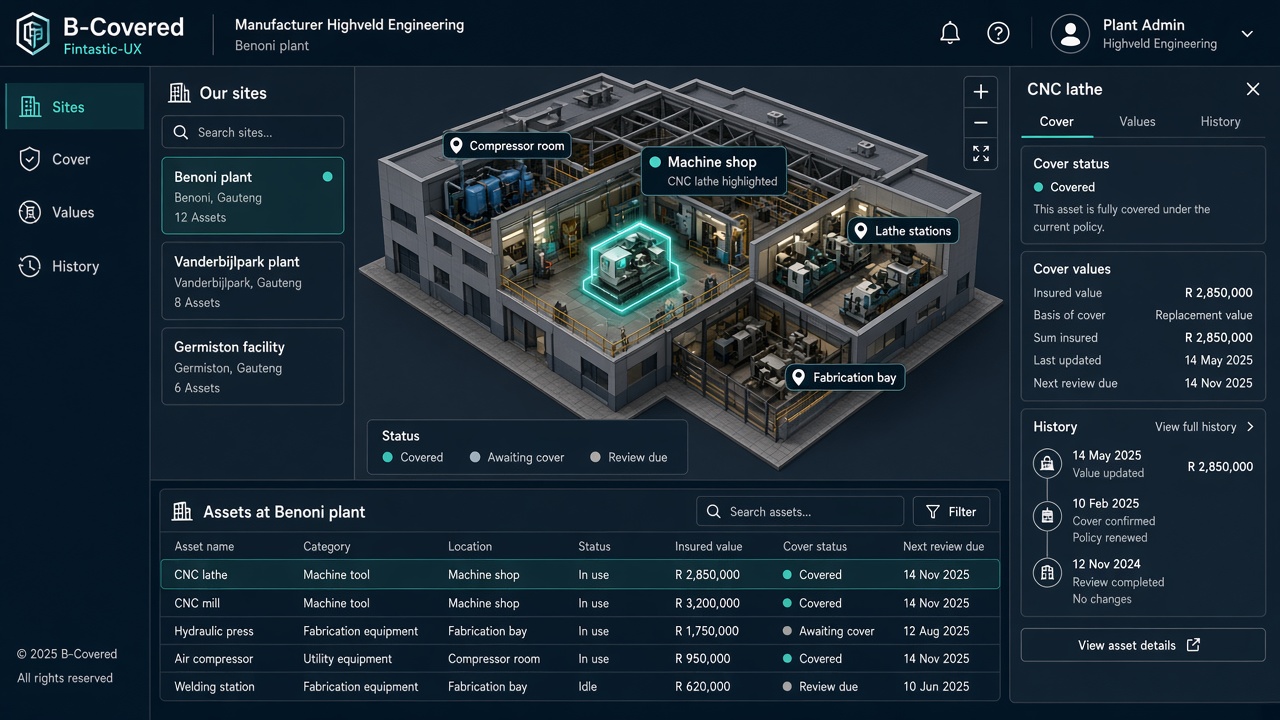 B-Covered
Fintastic-UX
Manufacturer Highveld Engineering
Benoni plant
Plant Admin
Highveld Engineering
Sites
Cover
Values
History
© 2025 B-Covered
All rights reserved
Our sites
Search sites...
Benoni plant
Benoni, Gauteng
12 Assets
Vanderbijlpark plant
Vanderbijlpark, Gauteng
8 Assets
Germiston facility
Germiston, Gauteng
6 Assets
Compressor room
Machine shop
CNC lathe highlighted
Lathe stations
Fabrication bay
Status
Covered Awaiting cover Review due
Assets at Benoni plant
Search assets...
Filter
Asset name Category Location Status Insured value Cover status Next review due
CNC lathe Machine tool Machine shop In use R 2,850,000 Covered 14 Nov 2025
CNC mill Machine tool Machine shop In use R 3,200,000 Covered 14 Nov 2025
Hydraulic press Fabrication equipment Fabrication bay In use R 1,750,000 Awaiting cover 12 Aug 2025
Air compressor Utility equipment Compressor room In use R 950,000 Covered 14 Nov 2025
Welding station Fabrication equipment Fabrication bay Idle R 620,000 Review due 10 Jun 2025
CNC lathe
Cover Values History
Cover status
Covered
This asset is fully covered under the
current policy.
Cover values
Insured value R 2,850,000
Basis of cover Replacement value
Sum insured R 2,850,000
Last updated 14 May 2025
Next review due 14 Nov 2025
History View full history
14 May 2025
Value updated R 2,850,000
10 Feb 2025
Cover confirmed
Policy renewed
12 Nov 2024
Review completed
No changes
View asset details